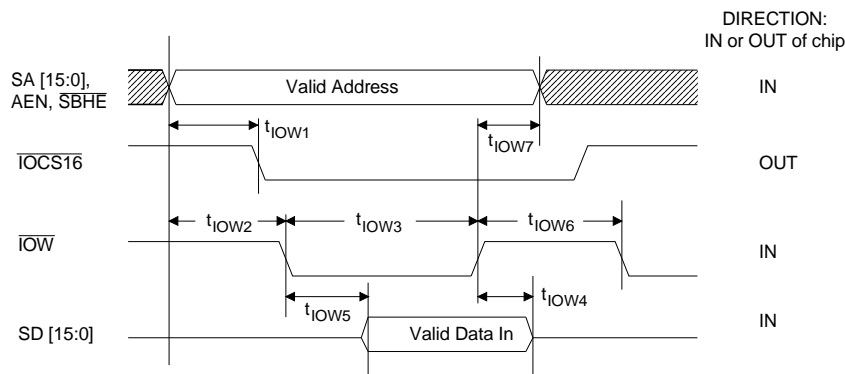 DIRECTION:
IN or OUT of chip
SA [15:0],
AEN, SBHE
Valid Address
IN
tIOW1
tIOW7
IOCS16
OUT
tIOW2
tIOW3
tIOW6
IOW
IN
tIOW5
tIOW4
SD [15:0]
Valid Data In
IN